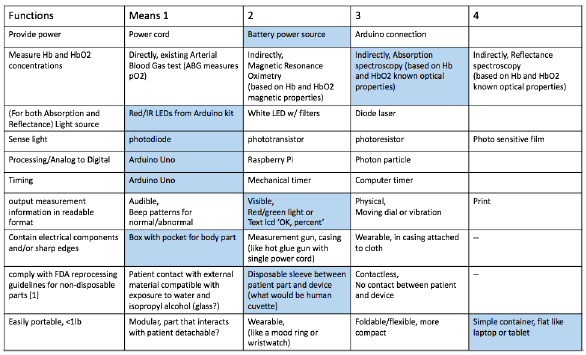 Functions Means 1 2 3 4
Provide power Power cord Battery power source Arduino connection
Measure Hb and HbO2 Directly, existing Arterial Indirectly, Indirectly, Absorption Indirectly, Reflectance
concentrations Blood Gas test (ABG measures Magnetic Resonance spectroscopy (based on Hb spectroscopy
pO2) Oximetry and HbO2 known optical (based on Hb and HbO2
(based on Hb and HbO2 properties) known optical properties)
magnetic properties)
(For both Absorption and Red/IR LEDs from Arduino kit White LED w/ filters Diode laser
Reflectance) Light source
Sense light photodiode phototransistor photoresistor Photo sensitive film
Processing/Analog to Digital Arduino Uno Raspberry Pi Photon particle
Timing Arduino Uno Mechanical timer Computer timer
output measurement Audible, Visible, Physical, Print
information in readable Beep patterns for Red/green light or Moving dial or vibration
format normal/abnormal Text lcd ‘OK, percent’
Contain electrical components Box with pocket for body part Measurement gun, casing Wearable, in casing attached --
and/or sharp edges (like hot glue gun with to cloth
single power cord)
comply with FDA reprocessing Patient contact with external Disposable sleeve between Contactless, --
guidelines for non-disposable material compatible with patient part and device No contact between patient
parts [1] exposure to water and (what would be human and device
isopropyl alcohol (glass?) cuvette)
Easily portable, <1lb Modular, part that interacts Wearable, Foldable/flexible, more Simple container, flat like
with patient detachable? (like a mood ring or compact laptop or tablet
wristwatch)